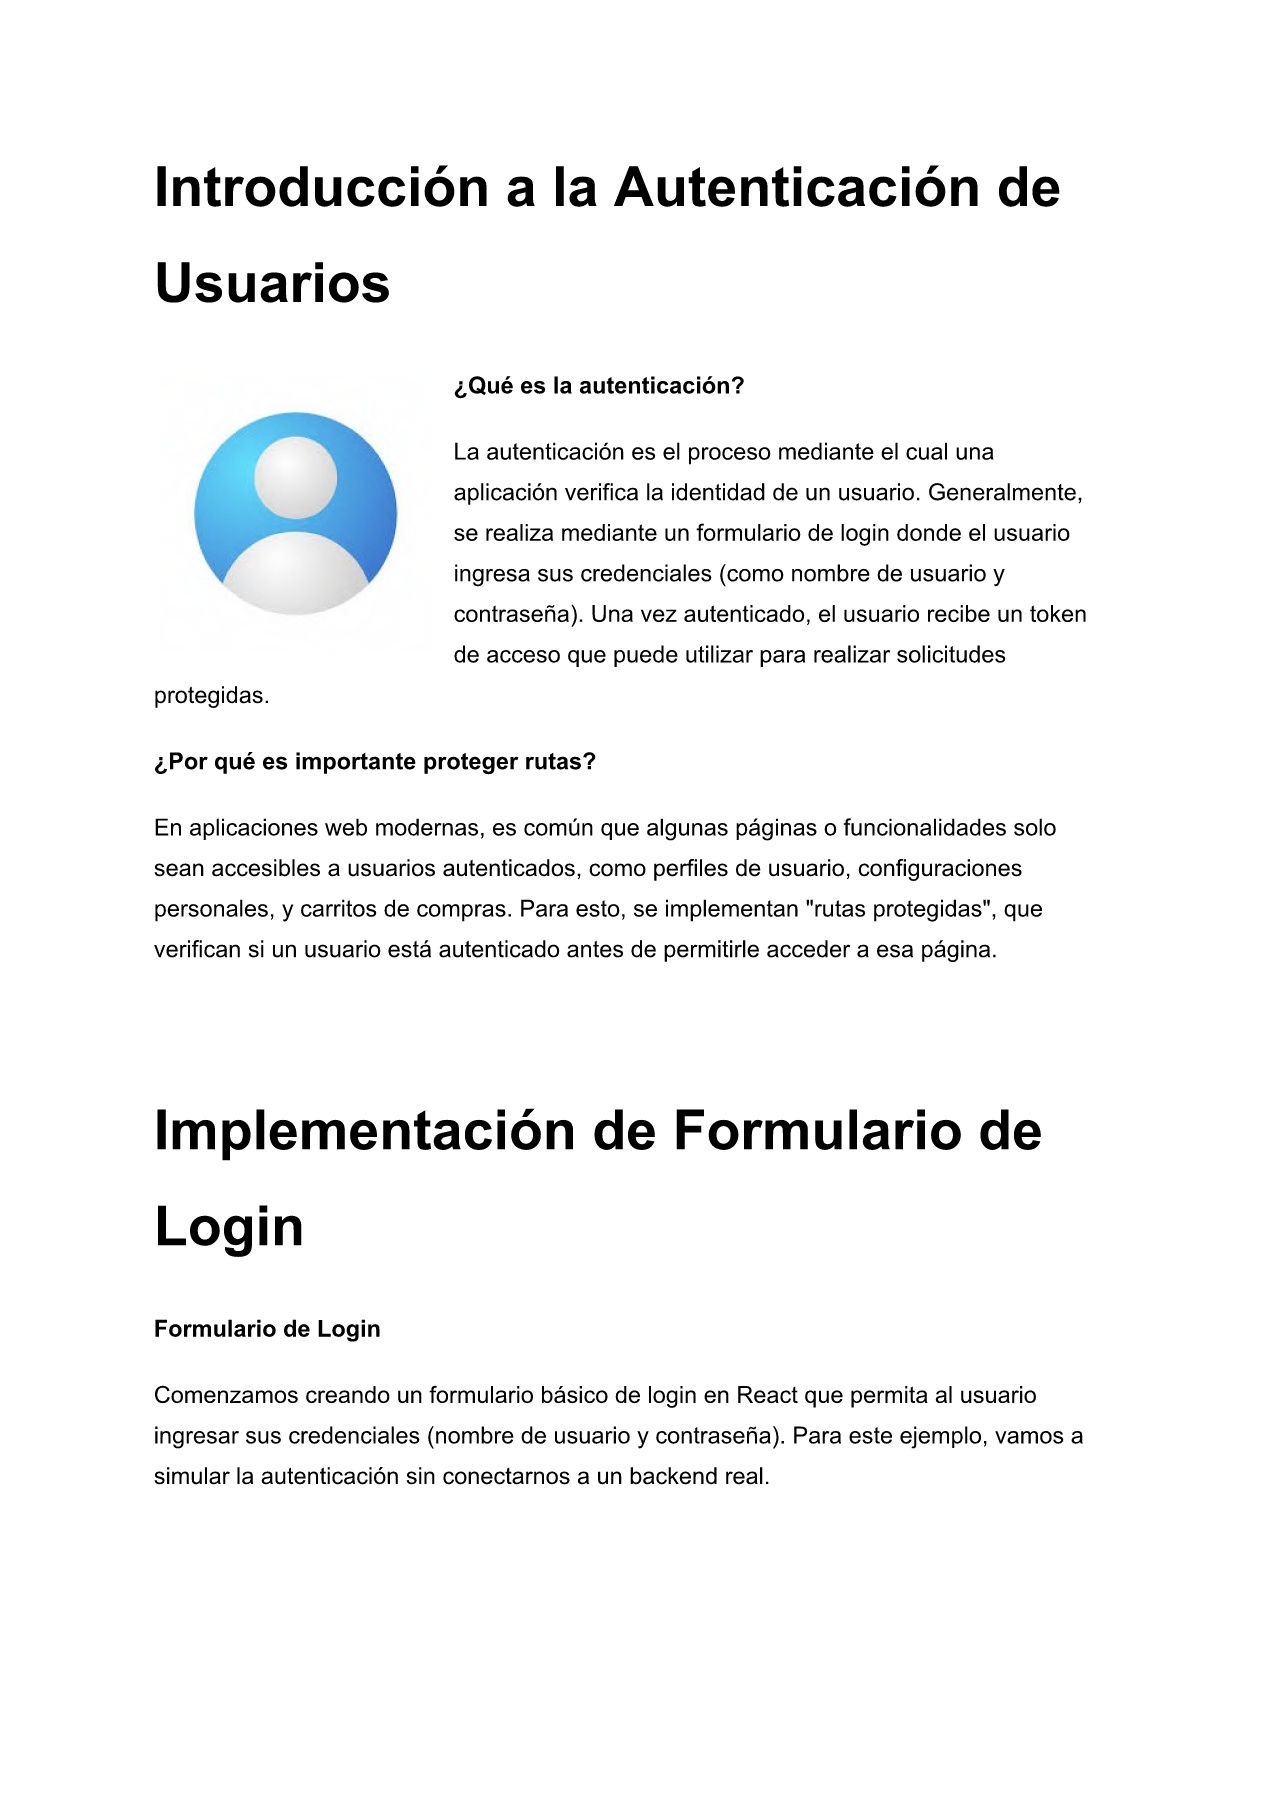 Introducción a la Autenticación de
Usuarios
¿Qué es la autenticación?
La autenticación es el proceso mediante el cual una
aplicación verifica la identidad de un usuario. Generalmente,
se realiza mediante un formulario de login donde el usuario
ingresa sus credenciales (como nombre de usuario y
contraseña). Una vez autenticado, el usuario recibe un token
de acceso que puede utilizar para realizar solicitudes
protegidas.
¿Por qué es importante proteger rutas?
En aplicaciones web modernas, es común que algunas páginas o funcionalidades solo
sean accesibles a usuarios autenticados, como perfiles de usuario, configuraciones
personales, y carritos de compras. Para esto, se implementan "rutas protegidas", que
verifican si un usuario está autenticado antes de permitirle acceder a esa página.
Implementación de Formulario de
Login
Formulario de Login
Comenzamos creando un formulario básico de login en React que permita al usuario
ingresar sus credenciales (nombre de usuario y contraseña). Para este ejemplo, vamos a
simular la autenticación sin conectarnos a un backend real.